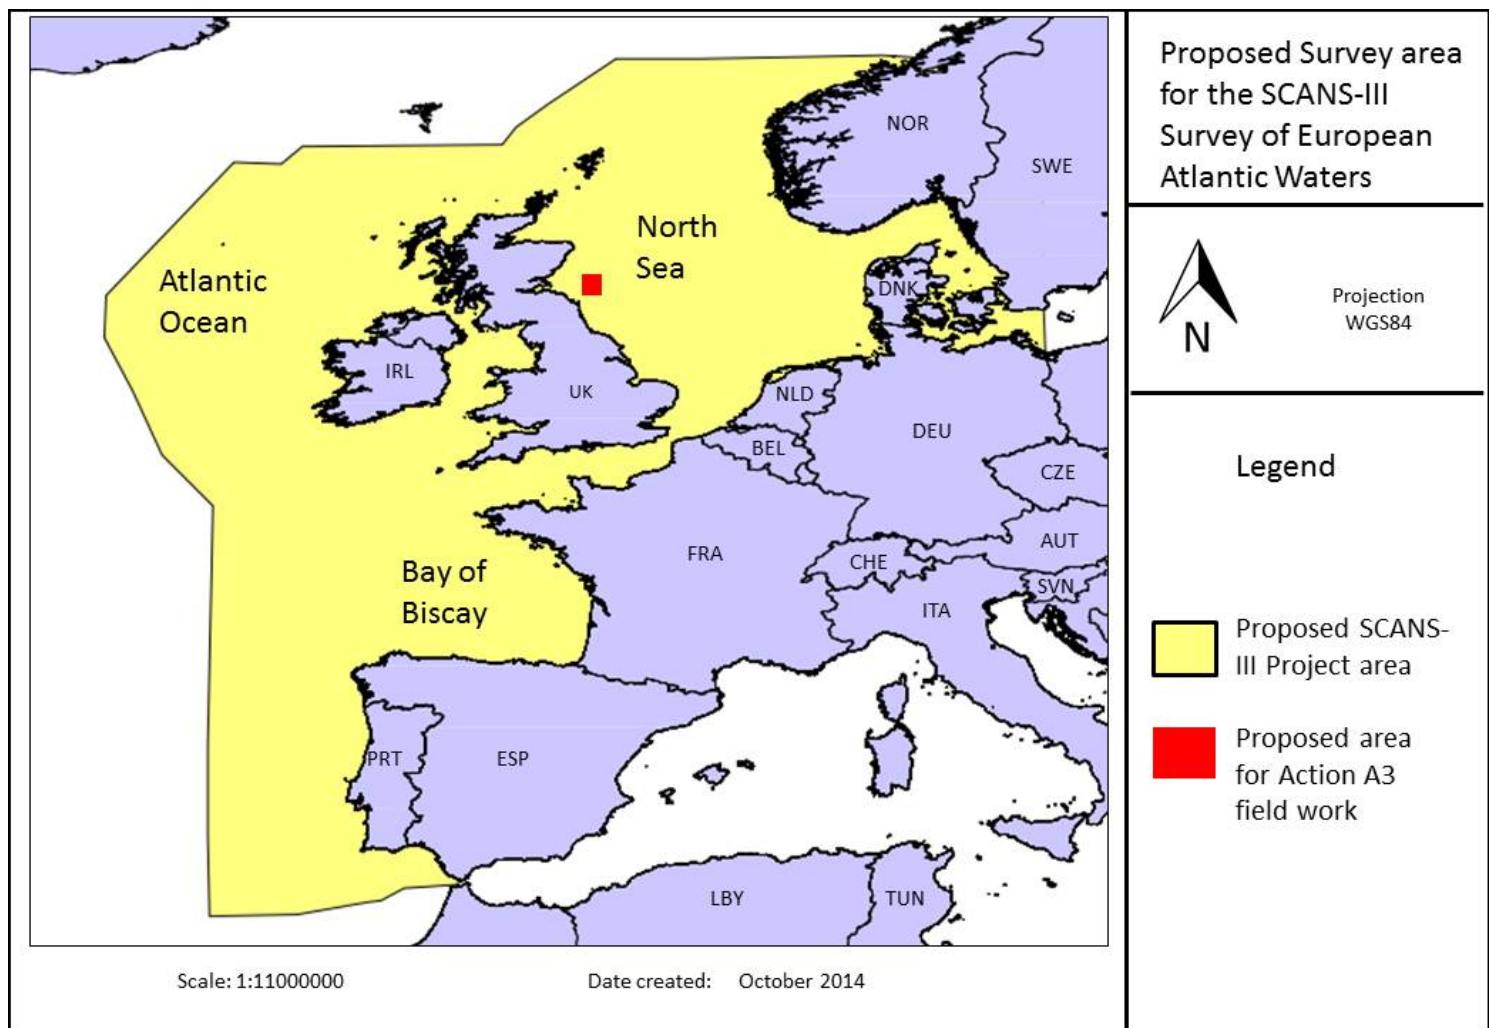 Proposed Survey area
for the SCANS-III
Survey of European
Atlantic Waters
N
Projection
WGS84
Legend
Proposed SCANS-
III Project area
Proposed area
for Action A3
field work
NOR
SWE
North
Sea
Atlantic
Ocean
DNK
IRL
UK
NLD
BEL
DEU
CZE
FRA
AUT
CHE
SVN
ITA
Bay of
Biscay
PRT
ESP
LBY
TUN
Scale: 1:11000000
Date created: October 2014